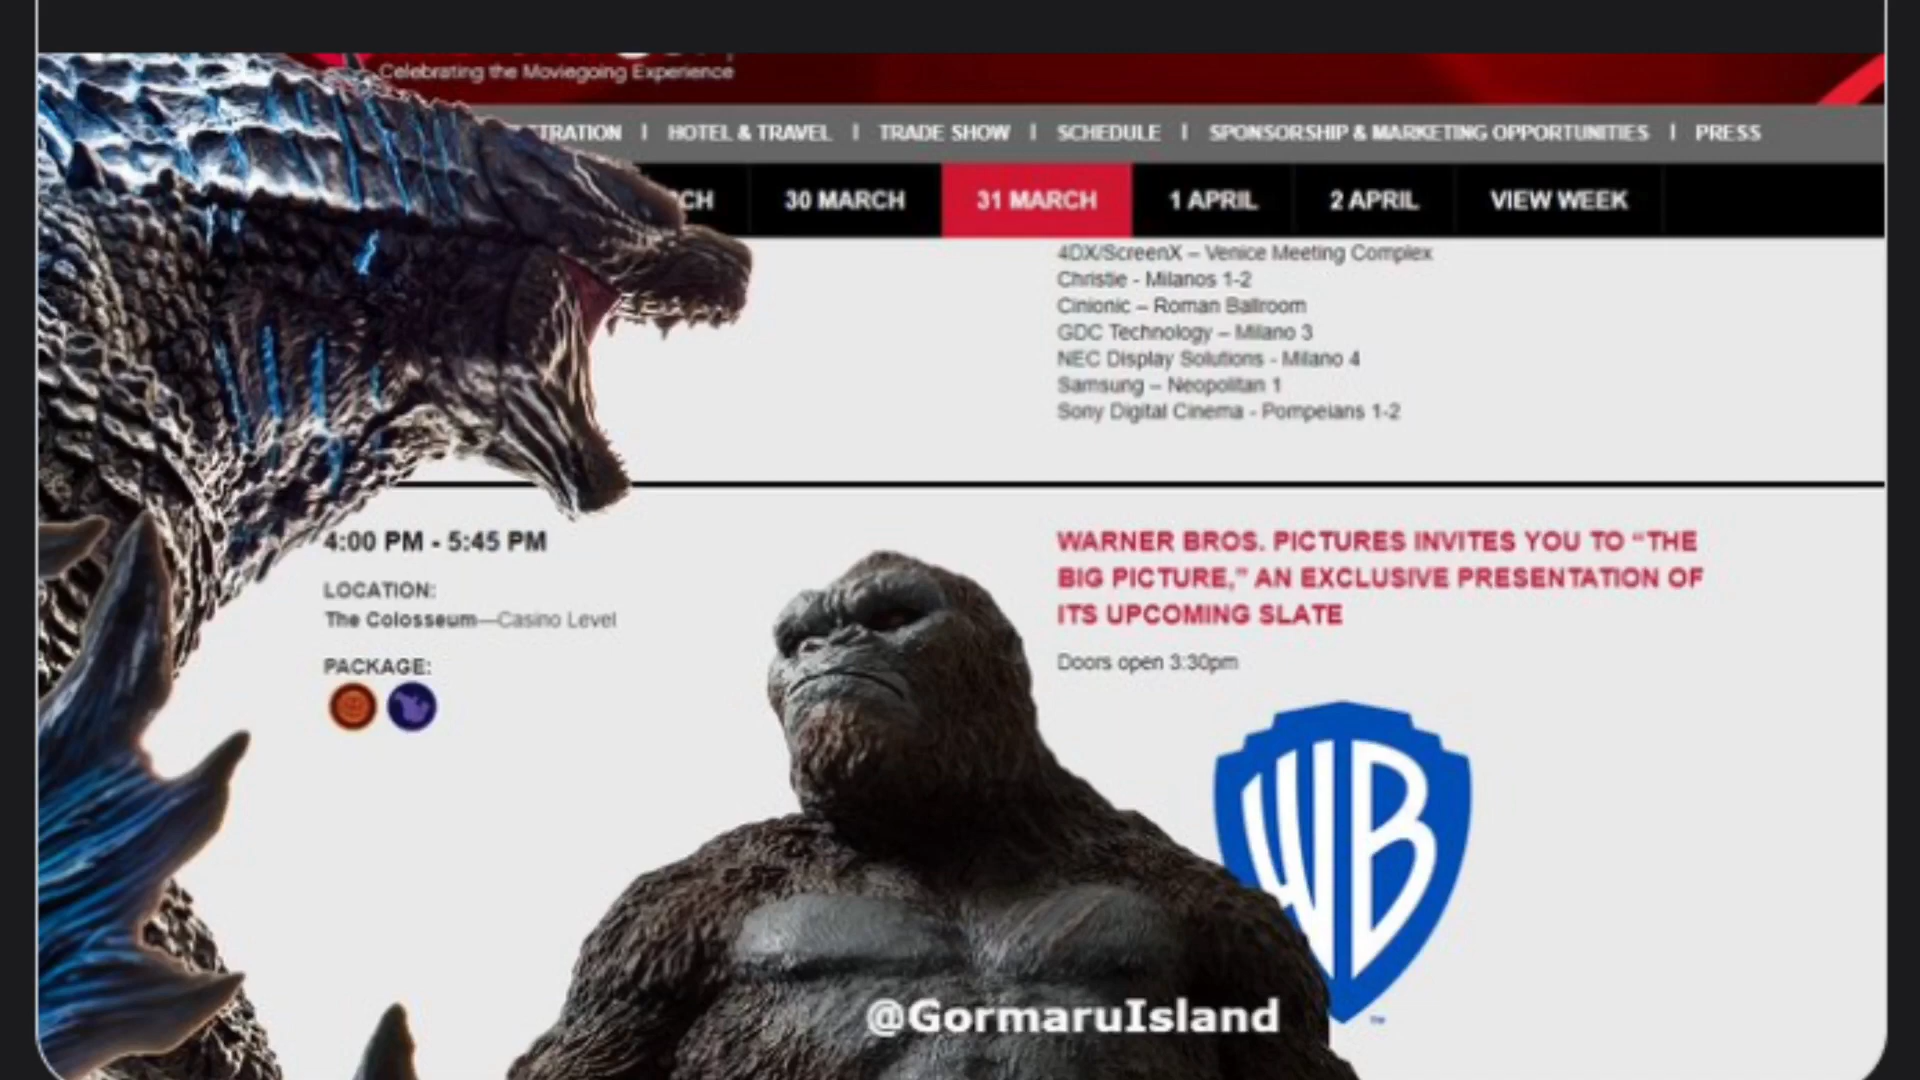 Celebrating the Moviegoing Experience
TRATION | HOTEL & TRAVEL | TRADE SHOW | SCHEDULE | SPONSORSHIP & MARKETING OPPORTUNITIES | PRESS
CH 30 MARCH 31 MARCH 1 APRIL 2 APRIL VIEW WEEK
4DX/ScreenX – Venice Meeting Complex
Christie - Milanos 1-2
Cinionic – Roman Ballroom
GDC Technology – Milano 3
NEC Display Solutions - Milano 4
Samsung – Neopolitan 1
Sony Digital Cinema - Pompeians 1-2
4:00 PM - 5:45 PM
LOCATION:
The Colosseum—Casino Level
PACKAGE:
WARNER BROS. PICTURES INVITES YOU TO “THE
BIG PICTURE,” AN EXCLUSIVE PRESENTATION OF
ITS UPCOMING SLATE
Doors open 3:30pm
WB
™
@GormaruIsland